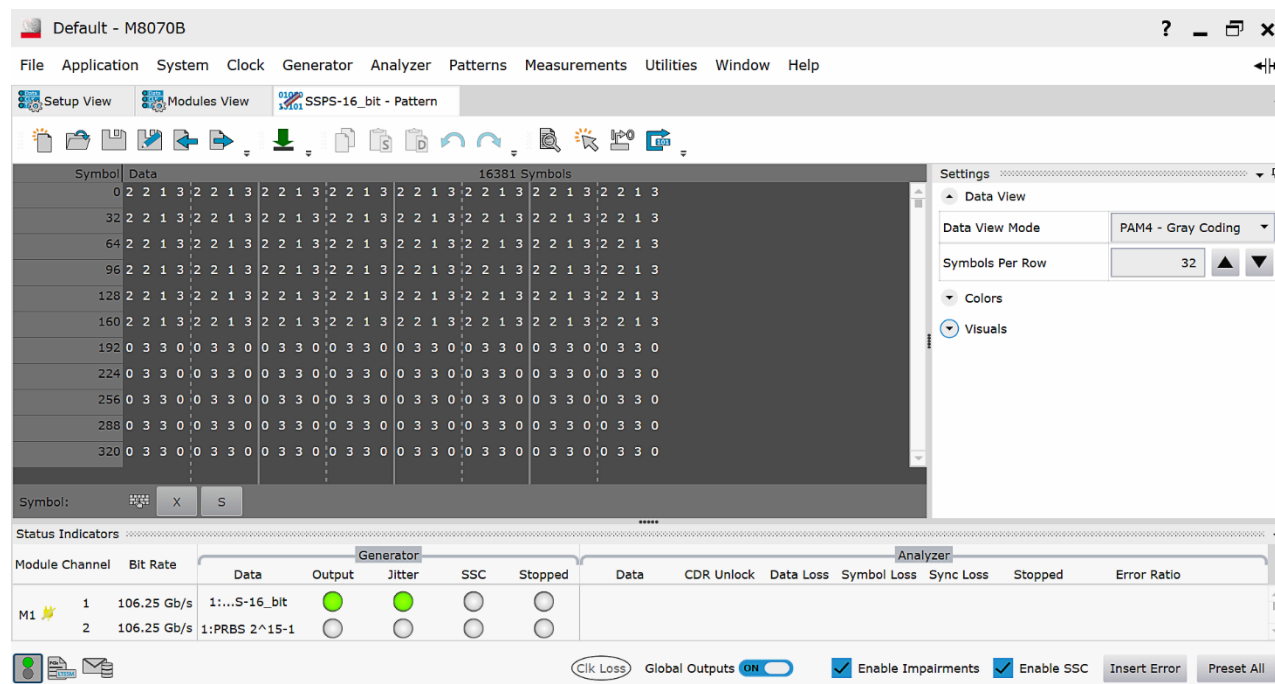 Default - M8070B
?
File Application System Clock Generator Analyzer Patterns Measurements Utilities Window Help
Setup View Modules View SSPS-16_bit - Pattern
Symbol Data 16381 Symbols
0 2 2 1 3 2 2 1 3 2 2 1 3 2 2 1 3 2 2 1 3 2 2 1 3 2 2 1 3 2 2 1 3
32 2 2 1 3 2 2 1 3 2 2 1 3 2 2 1 3 2 2 1 3 2 2 1 3 2 2 1 3 2 2 1 3
64 2 2 1 3 2 2 1 3 2 2 1 3 2 2 1 3 2 2 1 3 2 2 1 3 2 2 1 3 2 2 1 3
96 2 2 1 3 2 2 1 3 2 2 1 3 2 2 1 3 2 2 1 3 2 2 1 3 2 2 1 3 2 2 1 3
128 2 2 1 3 2 2 1 3 2 2 1 3 2 2 1 3 2 2 1 3 2 2 1 3 2 2 1 3 2 2 1 3
160 2 2 1 3 2 2 1 3 2 2 1 3 2 2 1 3 2 2 1 3 2 2 1 3 2 2 1 3 2 2 1 3
192 0 3 3 0 0 3 3 0 0 3 3 0 0 3 3 0 0 3 3 0 0 3 3 0 0 3 3 0 0 3 3 0
224 0 3 3 0 0 3 3 0 0 3 3 0 0 3 3 0 0 3 3 0 0 3 3 0 0 3 3 0 0 3 3 0
256 0 3 3 0 0 3 3 0 0 3 3 0 0 3 3 0 0 3 3 0 0 3 3 0 0 3 3 0 0 3 3 0
288 0 3 3 0 0 3 3 0 0 3 3 0 0 3 3 0 0 3 3 0 0 3 3 0 0 3 3 0 0 3 3 0
320 0 3 3 0 0 3 3 0 0 3 3 0 0 3 3 0 0 3 3 0 0 3 3 0 0 3 3 0 0 3 3 0
Symbol: X S
Settings
Data View
Data View Mode PAM4 - Gray Coding
Symbols Per Row 32
Colors
Visuals
Status Indicators
Generator Analyzer
Module Channel Bit Rate Data Output Jitter SSC Stopped Data CDR Unlock Data Loss Symbol Loss Sync Loss Stopped Error Ratio
M1 1 106.25 Gb/s 1:...S-16_bit
2 106.25 Gb/s 1:PRBS 2^15-1
Clk Loss Global Outputs ON Enable Impairments Enable SSC Insert Error Preset All